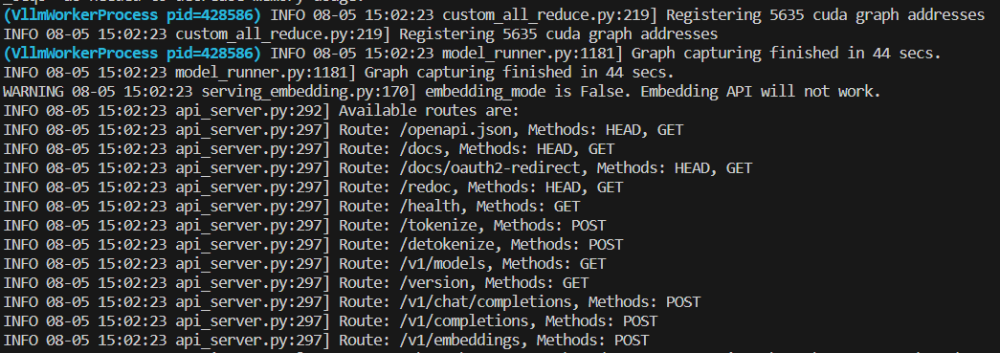 (VllmWorkerProcess pid=428586) INFO 08-05 15:02:23 custom_all_reduce.py:219] Registering 5635 cuda graph addresses
INFO 08-05 15:02:23 custom_all_reduce.py:219] Registering 5635 cuda graph addresses
(VllmWorkerProcess pid=428586) INFO 08-05 15:02:23 model_runner.py:1181] Graph capturing finished in 44 secs.
INFO 08-05 15:02:23 model_runner.py:1181] Graph capturing finished in 44 secs.
WARNING 08-05 15:02:23 serving_embedding.py:170] embedding_mode is False. Embedding API will not work.
INFO 08-05 15:02:23 api_server.py:292] Available routes are:
INFO 08-05 15:02:23 api_server.py:297] Route: /openapi.json, Methods: HEAD, GET
INFO 08-05 15:02:23 api_server.py:297] Route: /docs, Methods: HEAD, GET
INFO 08-05 15:02:23 api_server.py:297] Route: /docs/oauth2-redirect, Methods: HEAD, GET
INFO 08-05 15:02:23 api_server.py:297] Route: /redoc, Methods: HEAD, GET
INFO 08-05 15:02:23 api_server.py:297] Route: /health, Methods: GET
INFO 08-05 15:02:23 api_server.py:297] Route: /tokenize, Methods: POST
INFO 08-05 15:02:23 api_server.py:297] Route: /detokenize, Methods: POST
INFO 08-05 15:02:23 api_server.py:297] Route: /v1/models, Methods: GET
INFO 08-05 15:02:23 api_server.py:297] Route: /version, Methods: GET
INFO 08-05 15:02:23 api_server.py:297] Route: /v1/chat/completions, Methods: POST
INFO 08-05 15:02:23 api_server.py:297] Route: /v1/completions, Methods: POST
INFO 08-05 15:02:23 api_server.py:297] Route: /v1/embeddings, Methods: POST